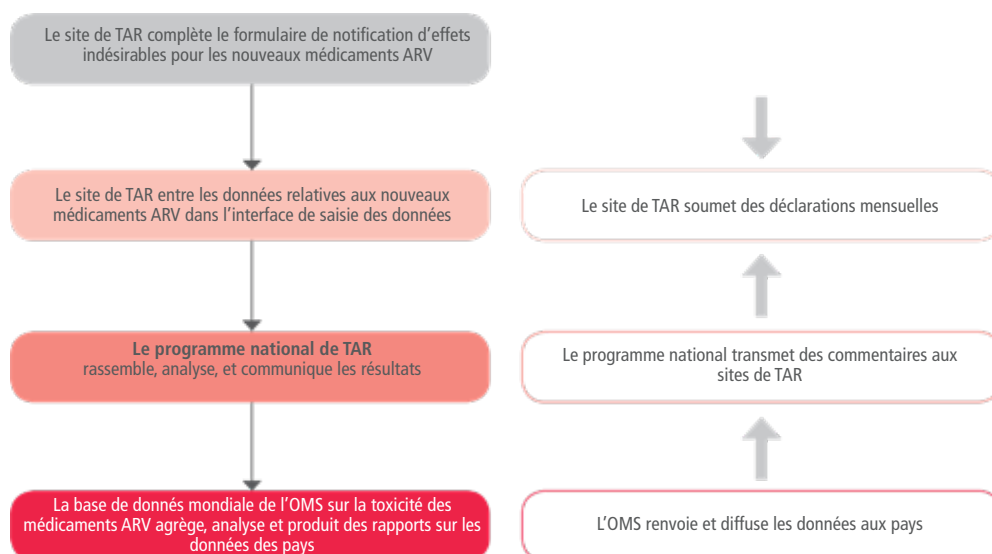 Le site de TAR complète le formulaire de notification d'effets
indésirables pour les nouveaux médicaments ARV
Le site de TAR entre les données relatives aux nouveaux
médicaments ARV dans l'interface de saisie des données
Le site de TAR soumet des déclarations mensuelles
Le programme national de TAR
rassemble, analyse, et communique les résultats
Le programme national transmet des commentaires aux
sites de TAR
La base de donnés mondiale de l'OMS sur la toxicité des
médicaments ARV agrège, analyse et produit des rapports sur les
données des pays
L'OMS renvoie et diffuse les données aux pays